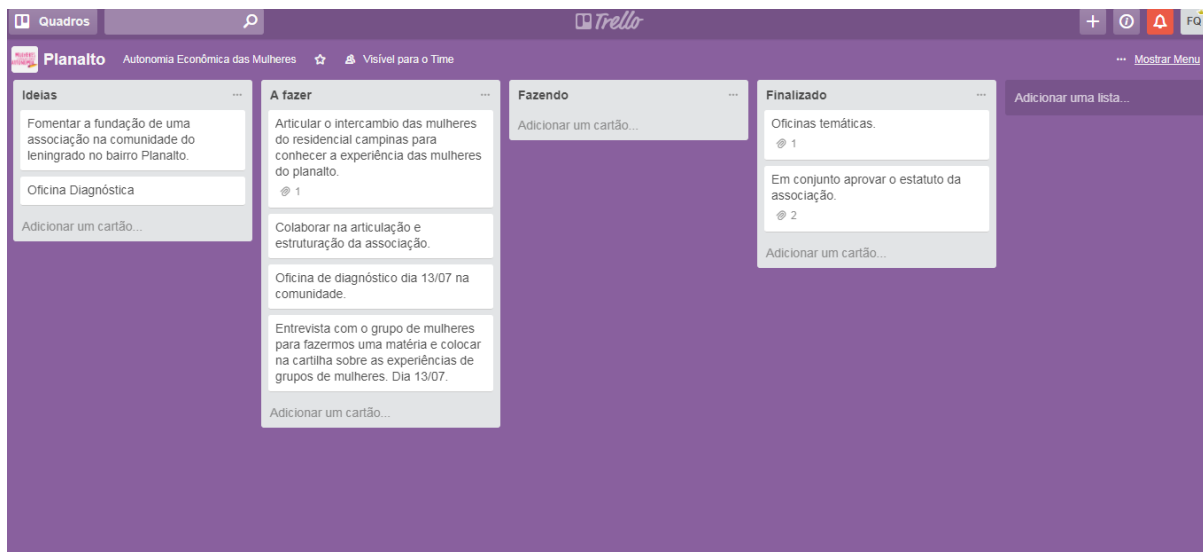 Quadros
Trello
FQ
Planalto
Autonomia Econômica das Mulheres
Visível para o Time
Mostrar Menu
Ideias
Fomentar a fundação de uma
associação na comunidade do
leningrado no bairro Planalto.
Oficina Diagnóstica
Adicionar um cartão...
A fazer
Articular o intercambio das mulheres
do residencial campinas para
conhecer a experiência das mulheres
do planalto.
1
Colaborar na articulação e
estruturação da associação.
Oficina de diagnóstico dia 13/07 na
comunidade.
Entrevista com o grupo de mulheres
para fazermos uma matéria e colocar
na cartilha sobre as experiências de
grupos de mulheres. Dia 13/07.
Adicionar um cartão...
Fazendo
Adicionar um cartão...
Finalizado
Oficinas temáticas.
1
Em conjunto aprovar o estatuto da
associação.
2
Adicionar um cartão...
Adicionar uma lista...